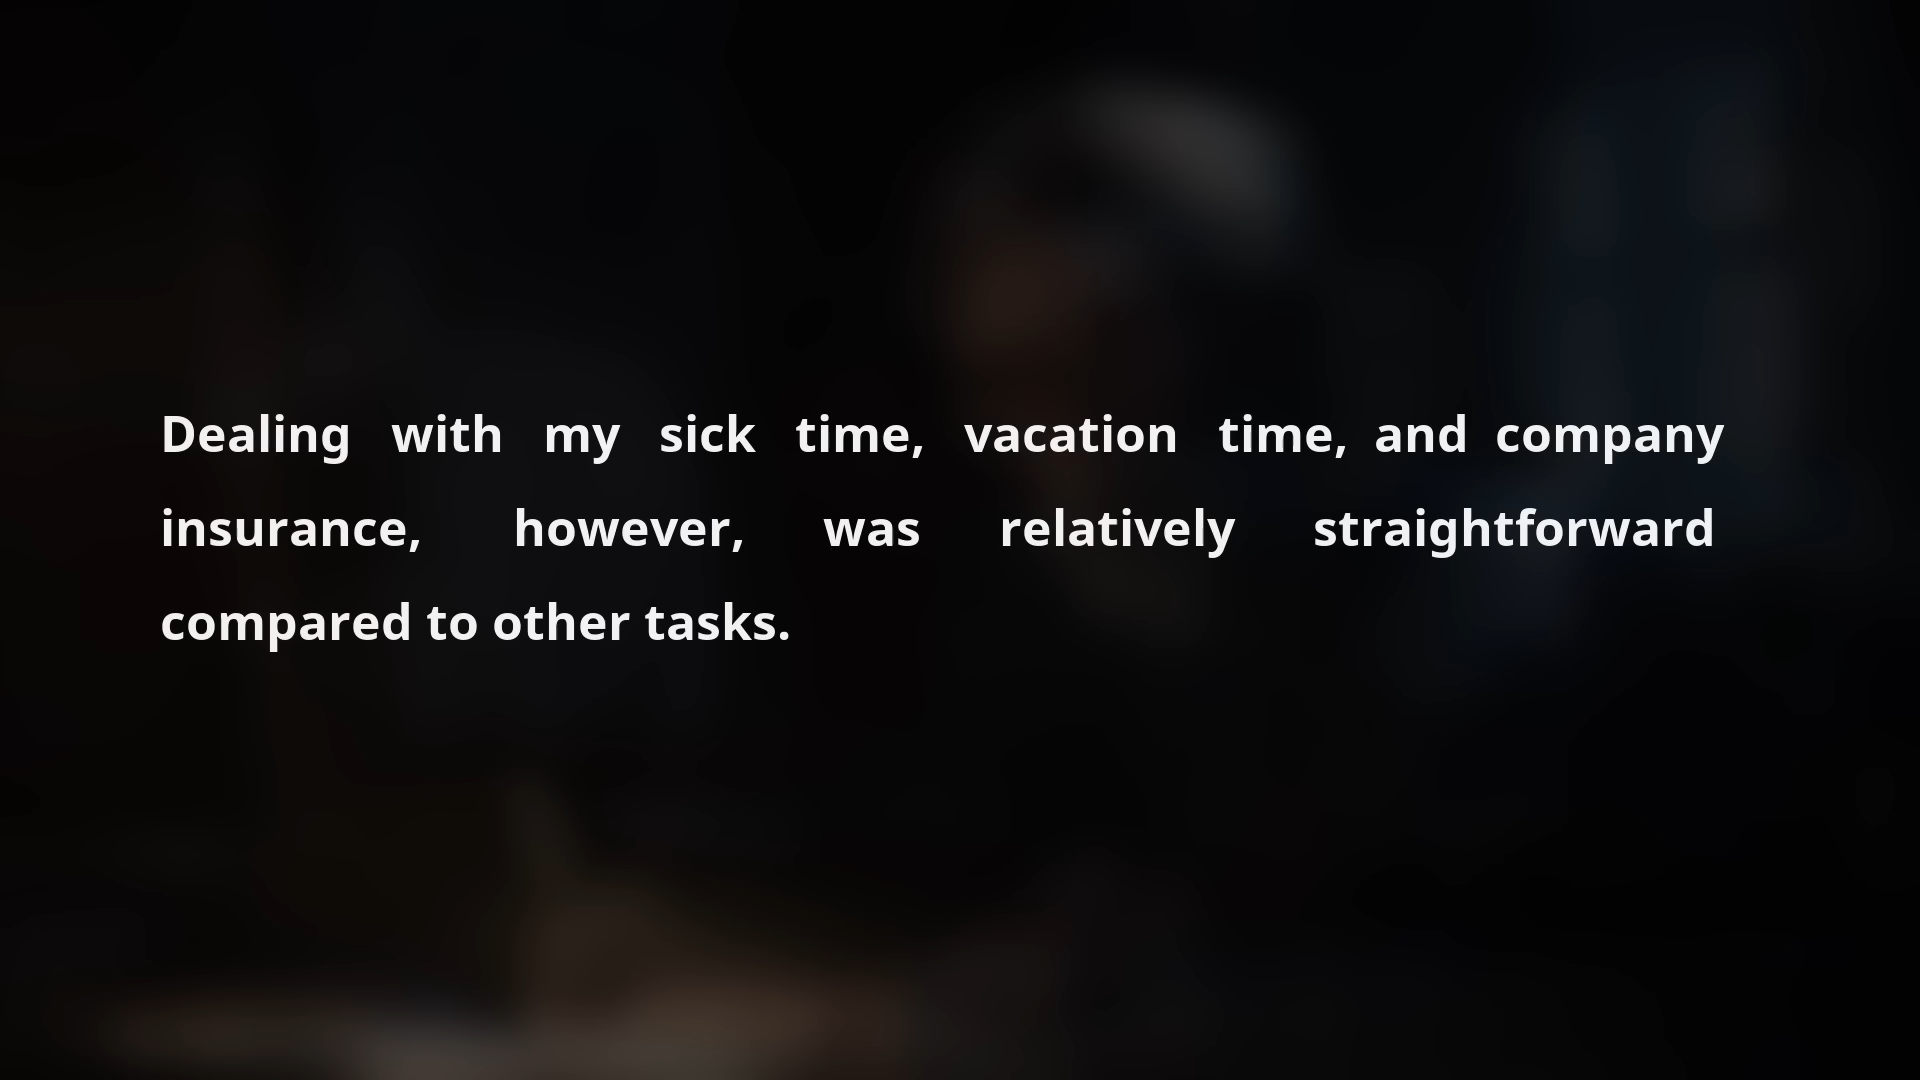 Dealing with my sick time, vacation time, and company
insurance, however, was relatively straightforward
compared to other tasks.